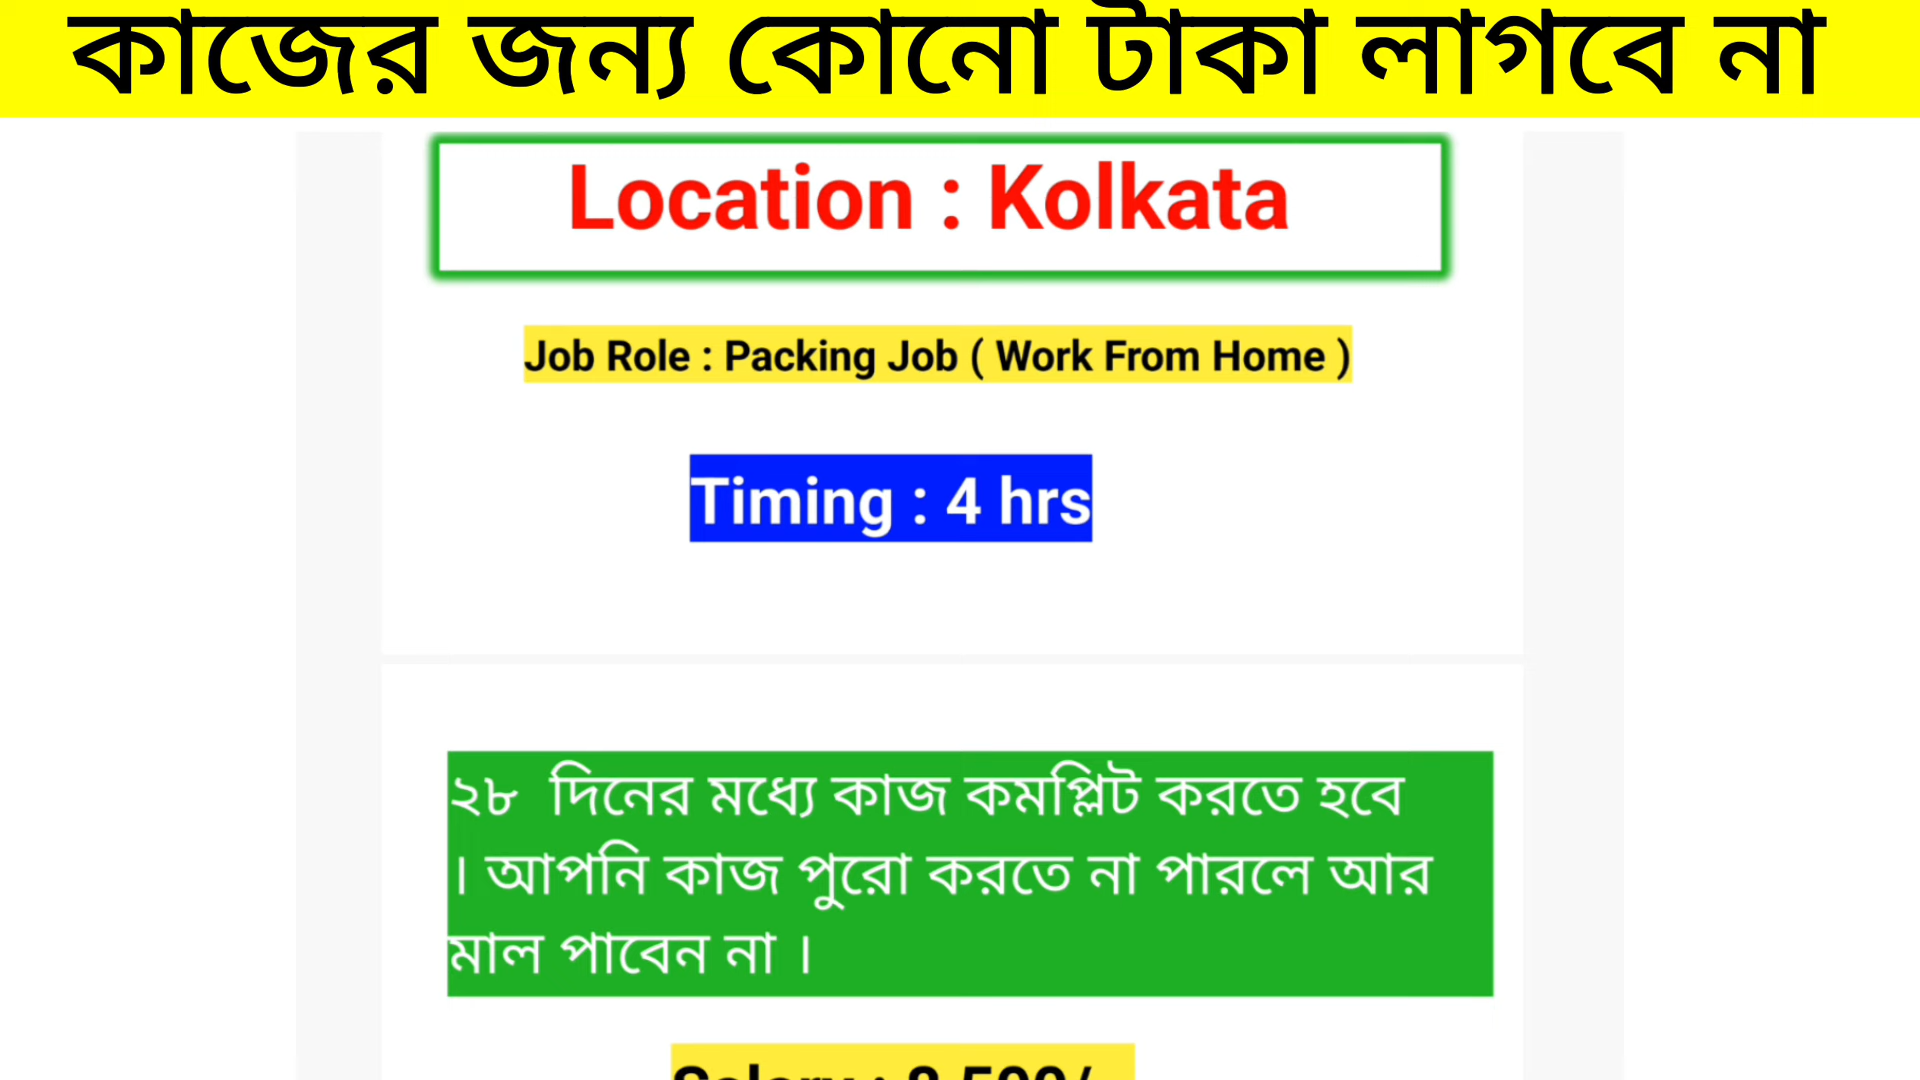 কাজের জন্য কোনো টাকা লাগবে না
Location : Kolkata
Job Role : Packing Job ( Work From Home )
Timing : 4 hrs
২৮ দিনের মধ্যে কাজ কমপ্লিট করতে হবে
। আপনি কাজ পুরো করতে না পারলে আর
মাল পাবেন না ।
Salary :